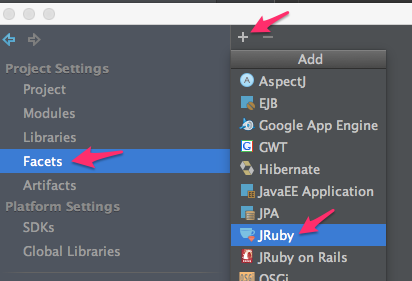 Project Settings
Project
Modules
Libraries
Facets
Artifacts
Platform Settings
SDKs
Global Libraries
Add
AspectJ
EJB
Google App Engine
GWT
Hibernate
JavaEE Application
JPA
JRuby
JRuby on Rails
OSGi